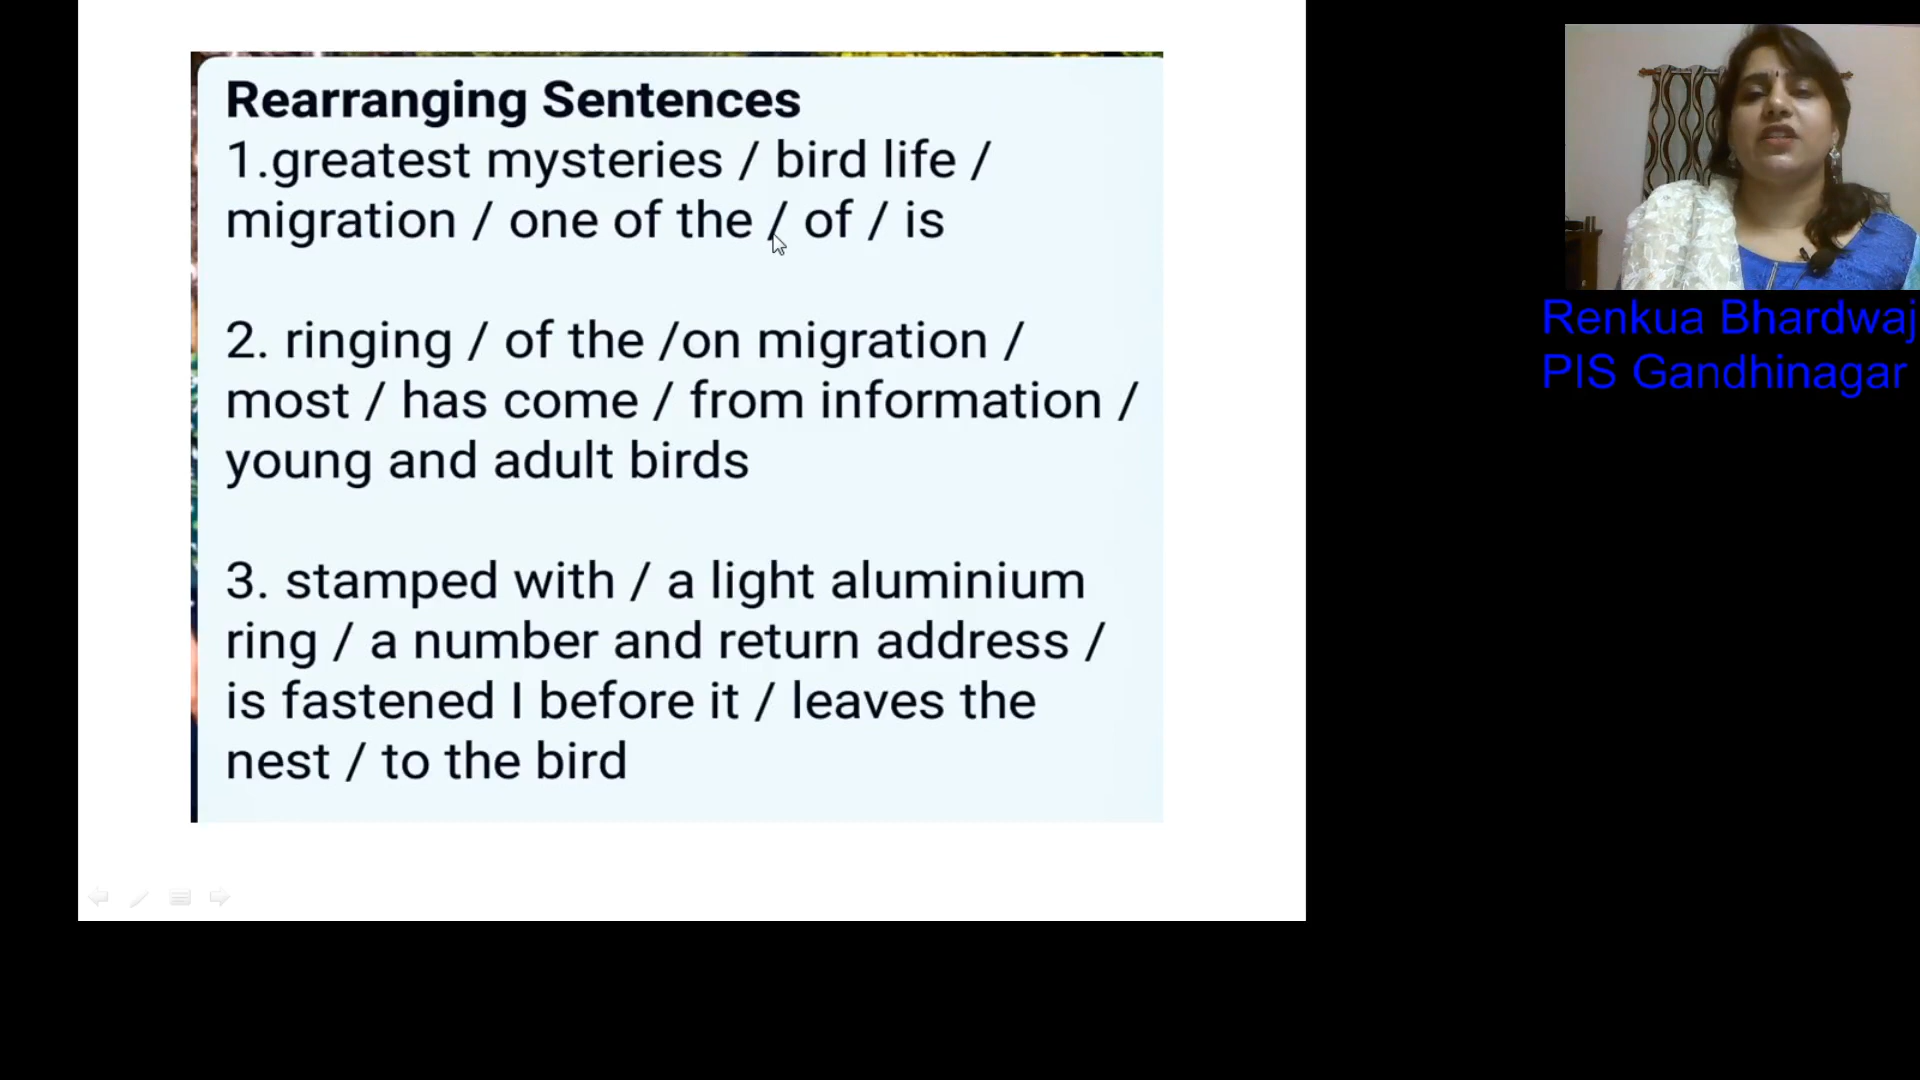 Rearranging Sentences
1.greatest mysteries / bird life /
migration / one of the / of / is
2. ringing / of the /on migration /
most / has come / from information /
young and adult birds
3. stamped with / a light aluminium
ring / a number and return address /
is fastened I before it / leaves the
nest / to the bird
Renkua Bhardwaj
PIS Gandhinagar